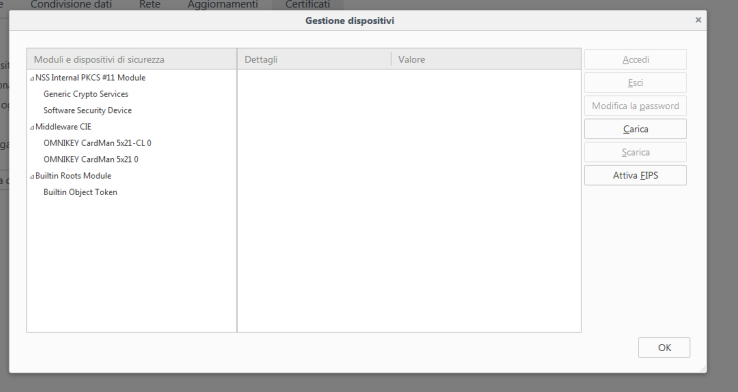 Condivisione dati Rete Aggiornamenti Certificati
Gestione dispositivi
Moduli e dispositivi di sicurezza Dettagli Valore
NSS Internal PKCS #11 Module
Generic Crypto Services
Software Security Device
Middleware CIE
OMNIKEY CardMan 5x21-CL 0
OMNIKEY CardMan 5x21 0
Builtin Roots Module
Builtin Object Token
Accedi
Esci
Modifica la password
Carica
Scarica
Attiva FIPS
OK